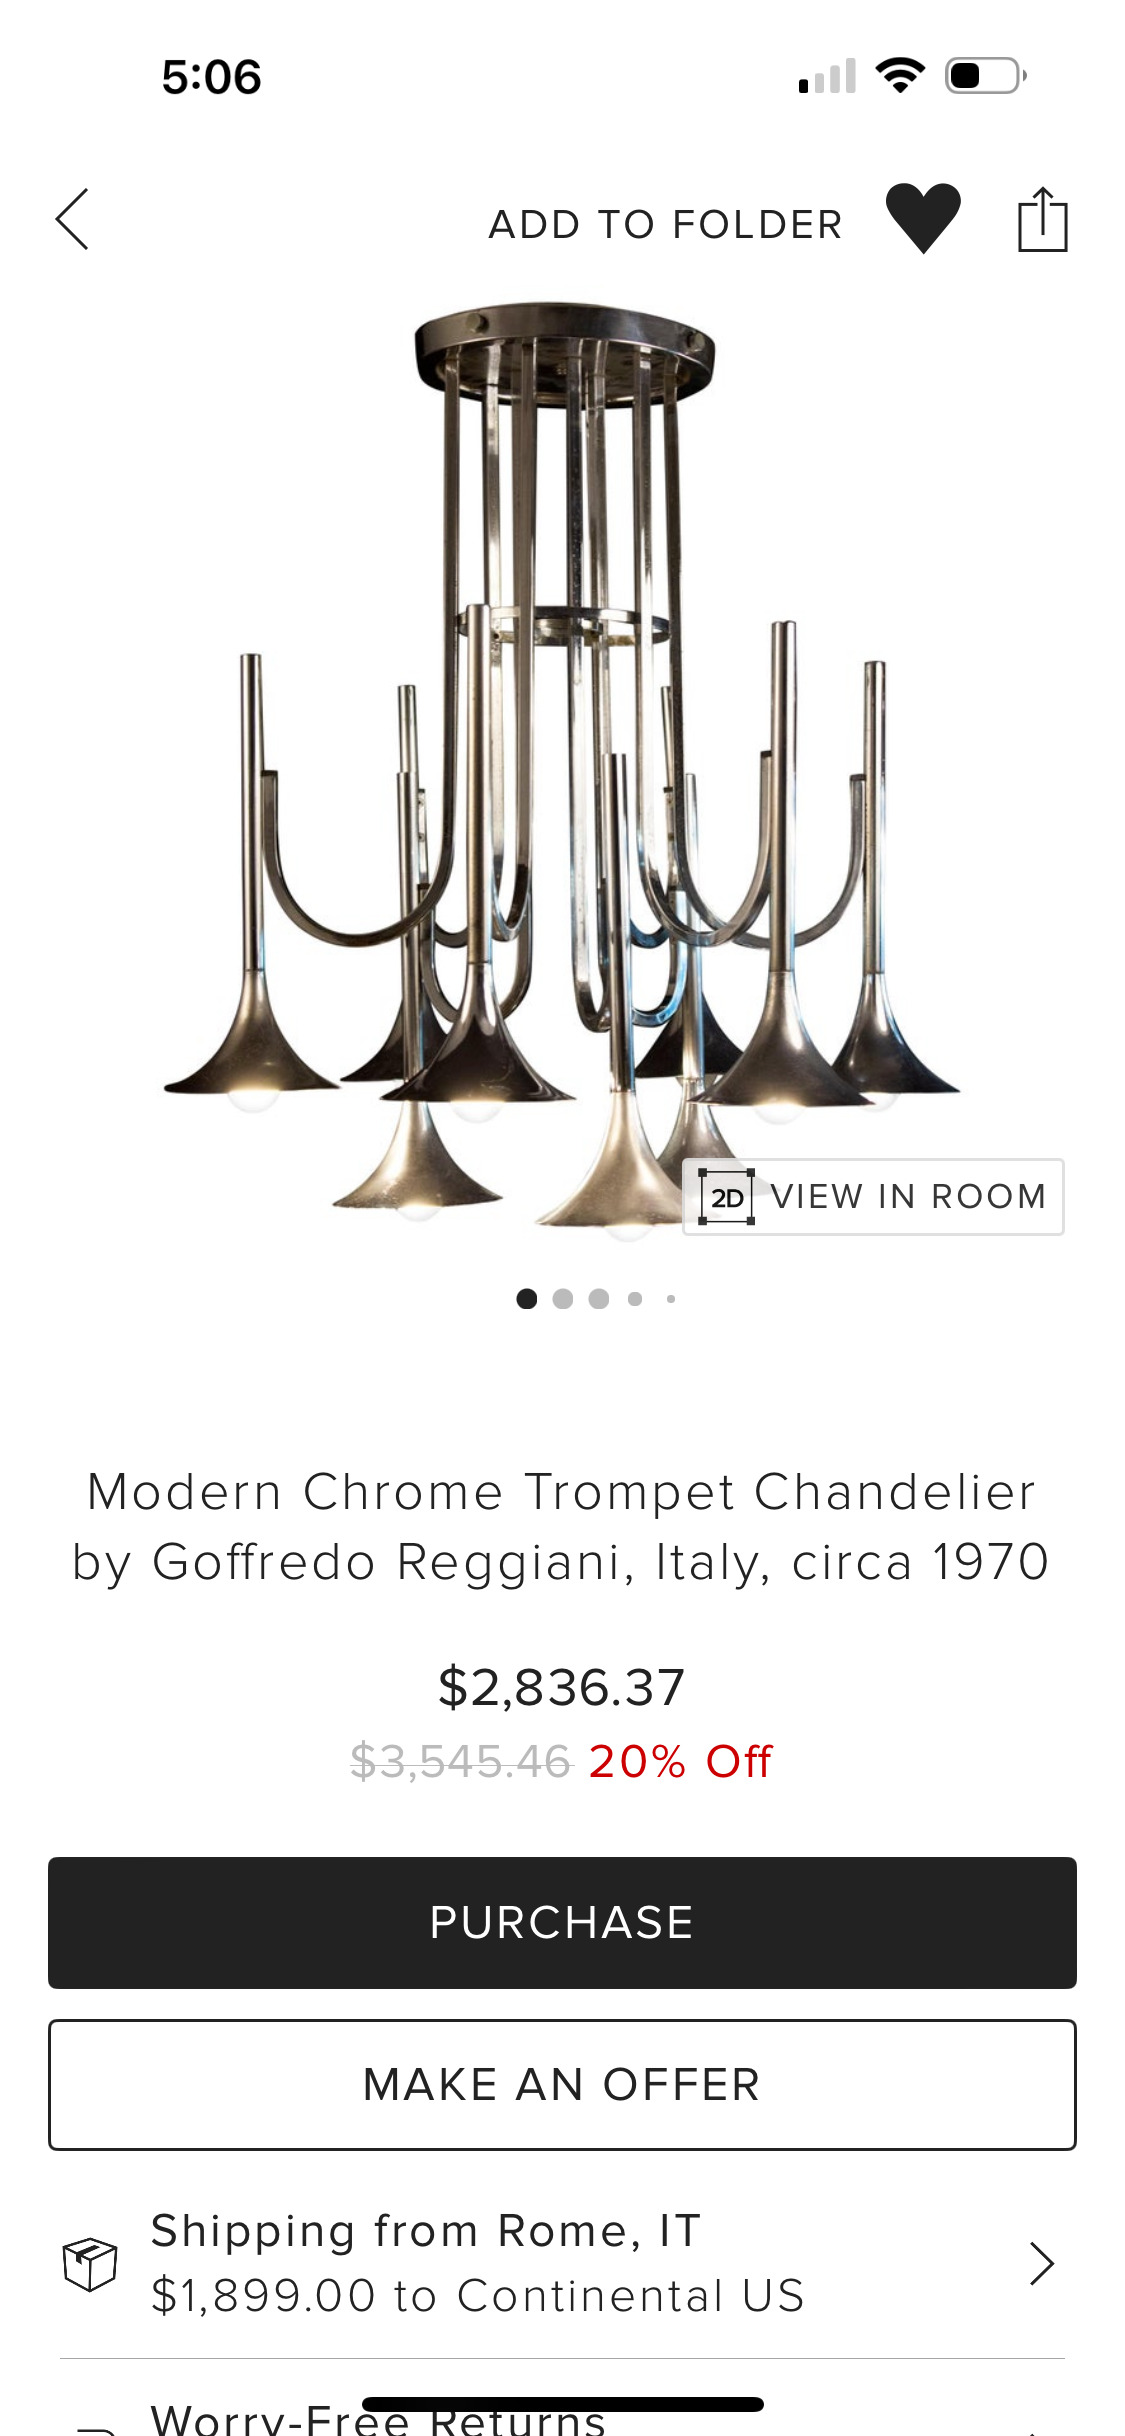 5:06
ADD TO FOLDER
2D VIEW IN ROOM
Modern Chrome Trompet Chandelier
by Goffredo Reggiani, Italy, circa 1970
$2,836.37
$3,545.46 20% Off
PURCHASE
MAKE AN OFFER
Shipping from Rome, IT
$1,899.00 to Continental US
Worry-Free Returns